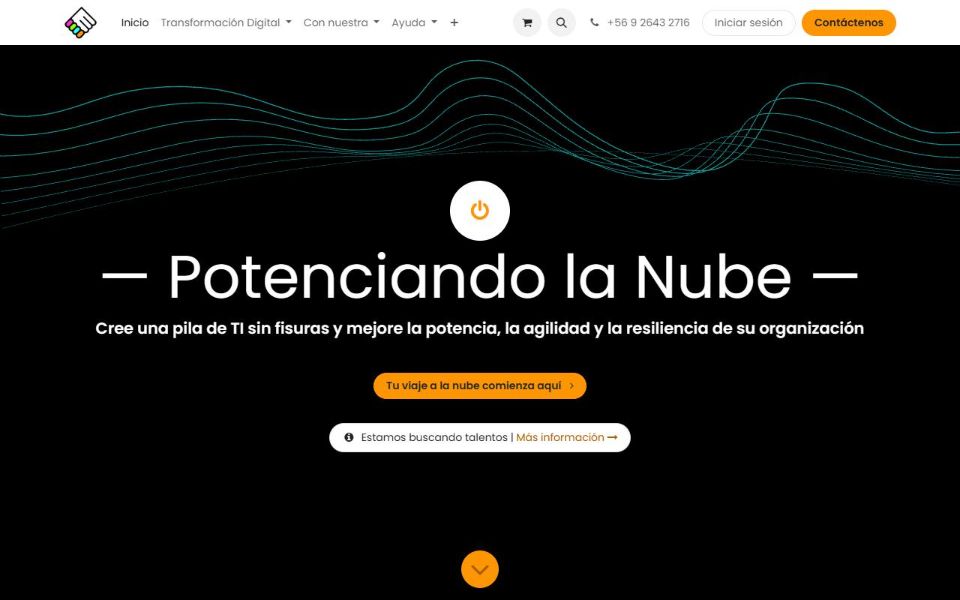 Inicio Transformación Digital Con nuestra Ayuda + +56 9 2643 2716 Iniciar sesión Contáctenos
— Potenciando la Nube —
Cree una pila de TI sin fisuras y mejore la potencia, la agilidad y la resiliencia de su organización
Tu viaje a la nube comienza aquí
Estamos buscando talentos | Más información